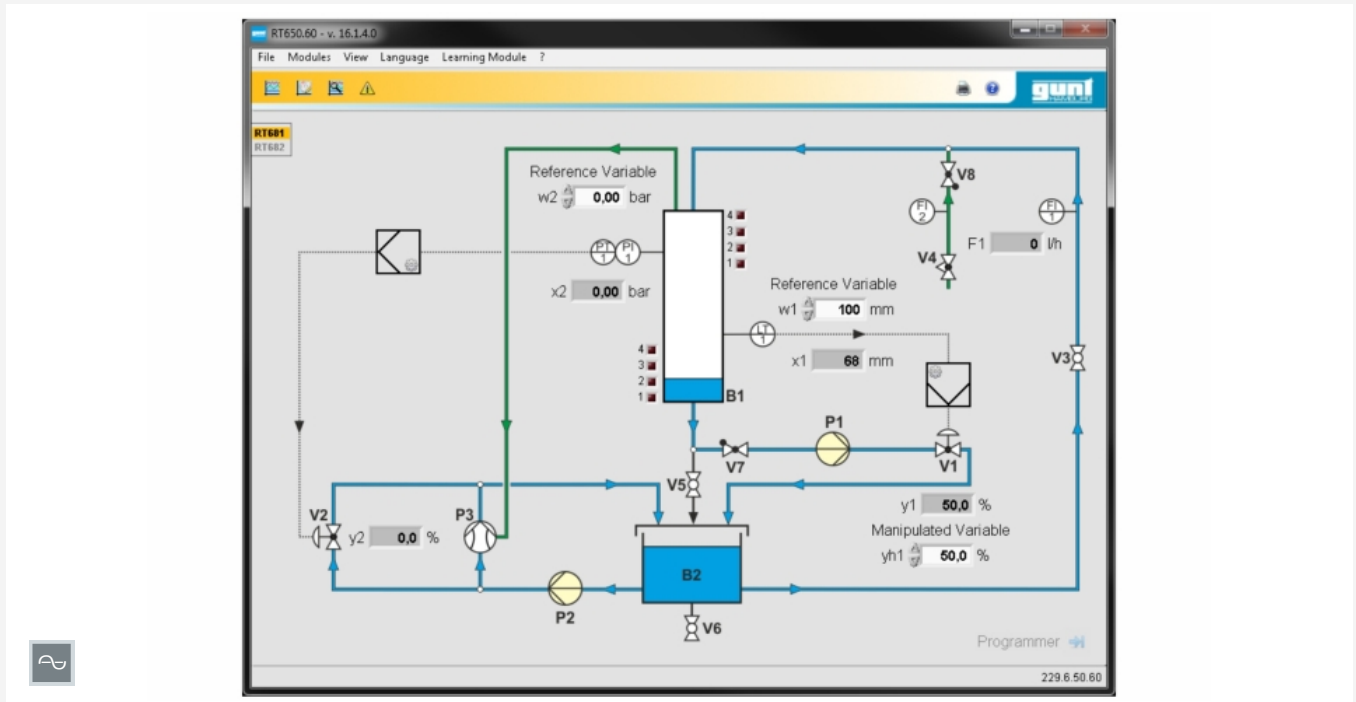 RT650.60 - v. 16.1.4.0
File Modules View Language Learning Module ?
gunt
RT681
RT682
Reference Variable
w2 0,00 bar
V8
4
3
2
1
FI 2
FI 1
F1 0 l/h
PT 1
PI 1
V4
x2 0,00 bar
Reference Variable
w1 100 mm
LT 1
x1 68 mm
V3
4
3
2
1
B1
P1
V7
V1
V5
y1 50,0 %
V2
P3
y2 0,0 %
Manipulated Variable
yh1 50,0 %
B2
P2
V6
Programmer
229.6.50.60